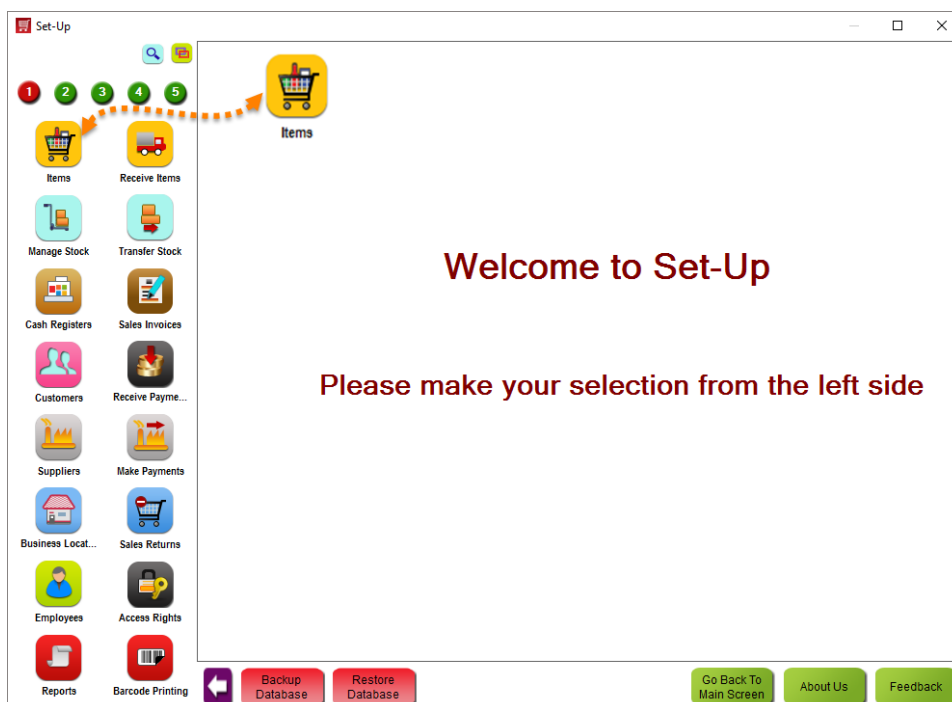 Set-Up
1 2 3 4 5
Items
Items Receive Items
Manage Stock Transfer Stock
Cash Registers Sales Invoices
Customers Receive Payme...
Suppliers Make Payments
Business Locat... Sales Returns
Employees Access Rights
Reports Barcode Printing
Welcome to Set-Up
Please make your selection from the left side
Backup
Database
Restore
Database
Go Back To
Main Screen
About Us
Feedback